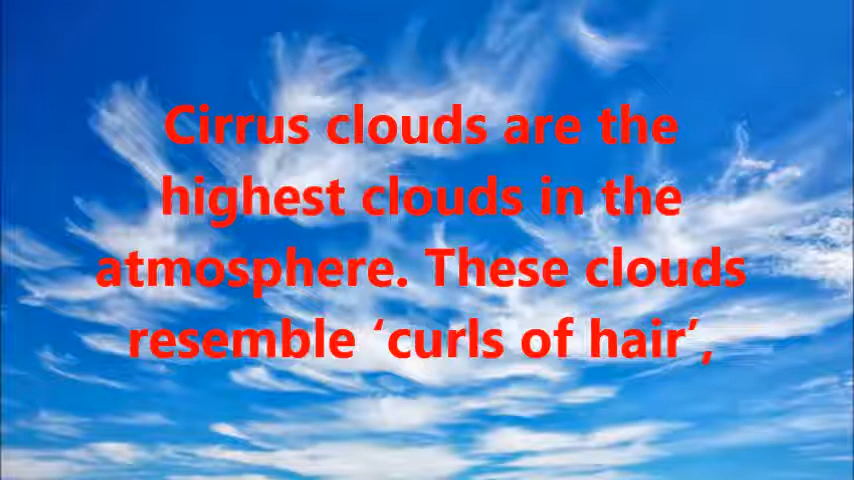 Cirrus clouds are the
highest clouds in the
atmosphere. These clouds
resemble ‘curls of hair’,